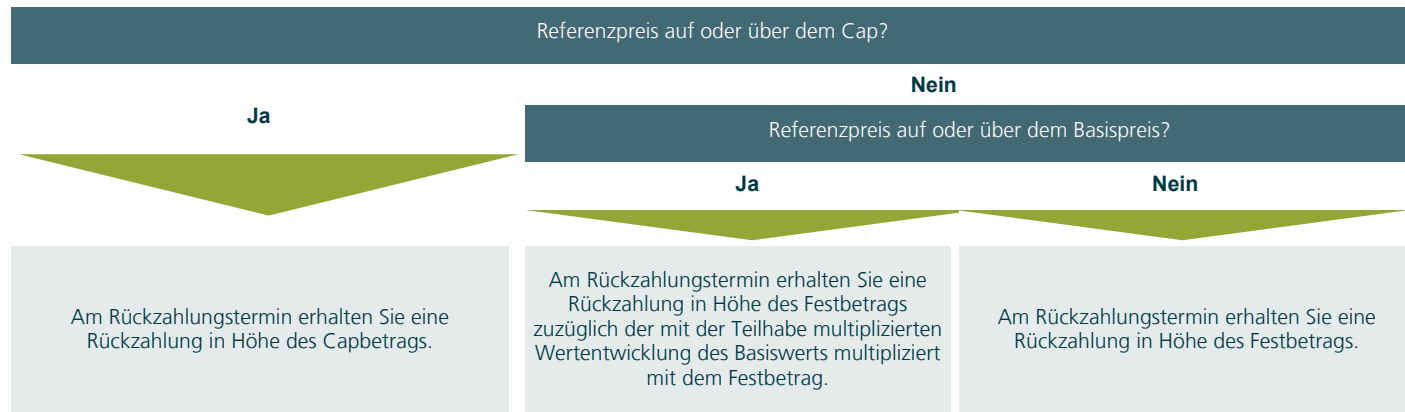 Referenzpreis auf oder über dem Cap?
Ja
Nein
Referenzpreis auf oder über dem Basispreis?
Ja
Nein
Am Rückzahlungstermin erhalten Sie eine
Rückzahlung in Höhe des Capbetrags.
Am Rückzahlungstermin erhalten Sie eine
Rückzahlung in Höhe des Festbetrags
zuzüglich der mit der Teilhabe multiplizierten
Wertentwicklung des Basiswerts multipliziert
mit dem Festbetrag.
Am Rückzahlungstermin erhalten Sie eine
Rückzahlung in Höhe des Festbetrags.